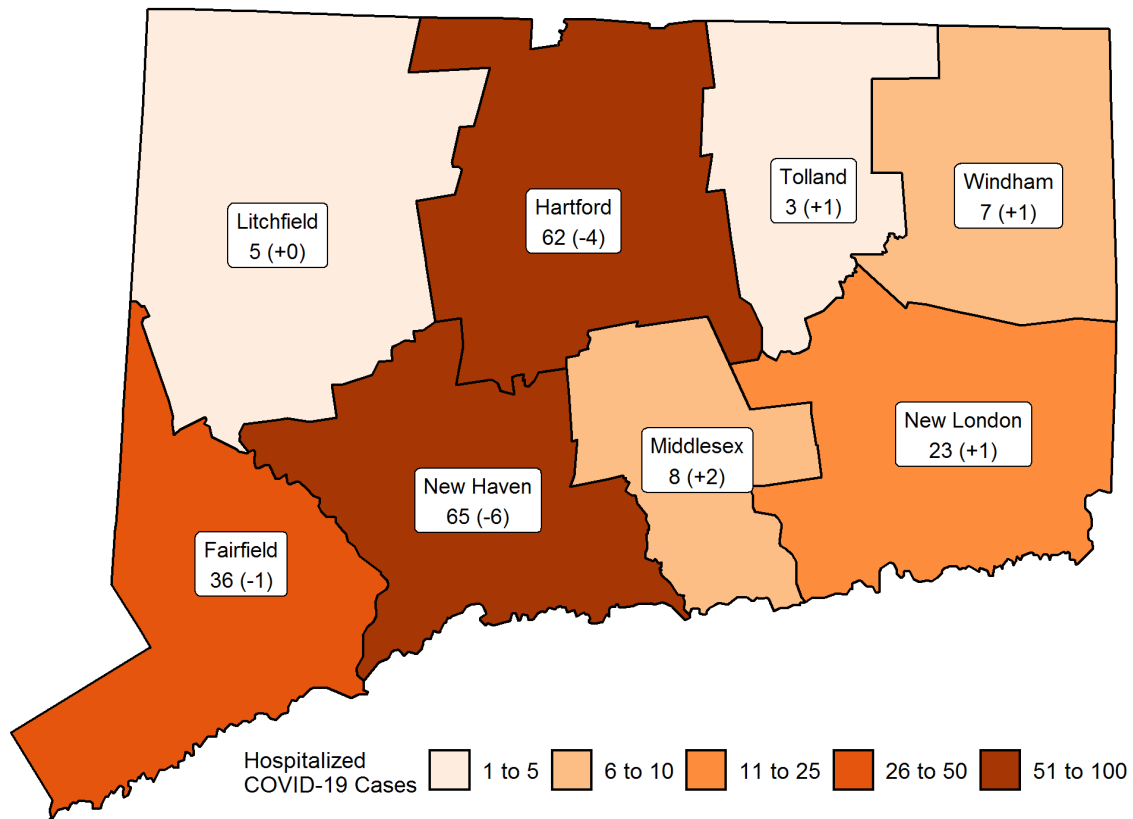 Litchfield
5 (+0)
Hartford
62 (-4)
Tolland
3 (+1)
Windham
7 (+1)
Fairfield
36 (-1)
New Haven
65 (-6)
Middlesex
8 (+2)
New London
23 (+1)
Hospitalized
COVID-19 Cases
1 to 5
6 to 10
11 to 25
26 to 50
51 to 100